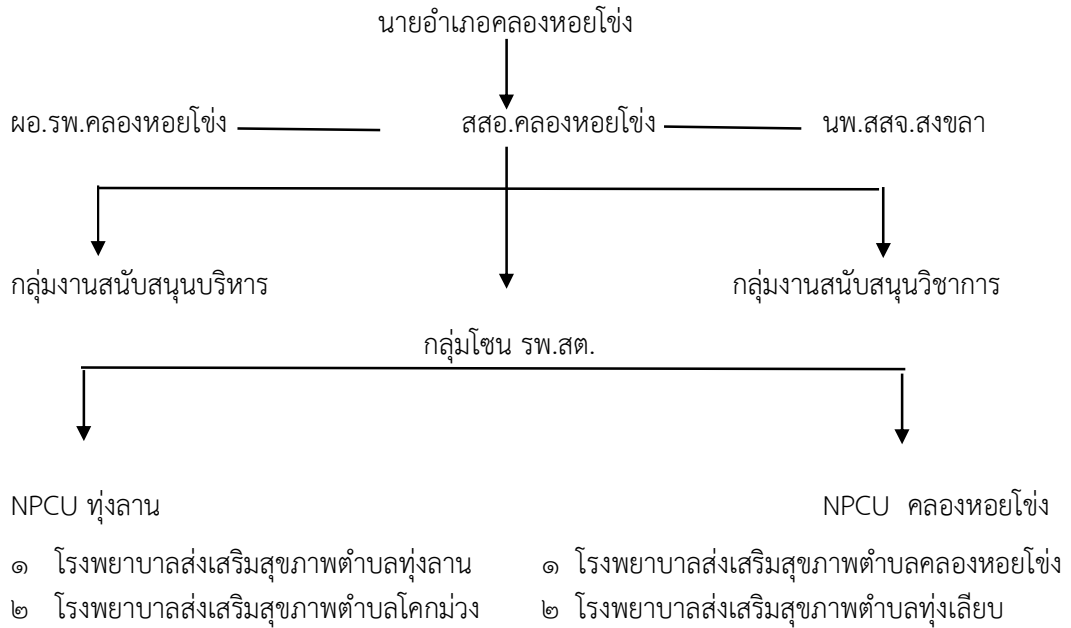 นายอำเภอคลองหอยโข่ง
ผอ.รพ.คลองหอยโข่ง สสอ.คลองหอยโข่ง นพ.สสจ.สงขลา
กลุ่มงานสนับสนุนบริหาร กลุ่มงานสนับสนุนวิชาการ
กลุ่มโซน รพ.สต.
NPCU ทุ่งลาน NPCU คลองหอยโข่ง
๑ โรงพยาบาลส่งเสริมสุขภาพตำบลทุ่งลาน ๑ โรงพยาบาลส่งเสริมสุขภาพตำบลคลองหอยโข่ง
๒ โรงพยาบาลส่งเสริมสุขภาพตำบลโคกม่วง ๒ โรงพยาบาลส่งเสริมสุขภาพตำบลทุ่งเลียบ